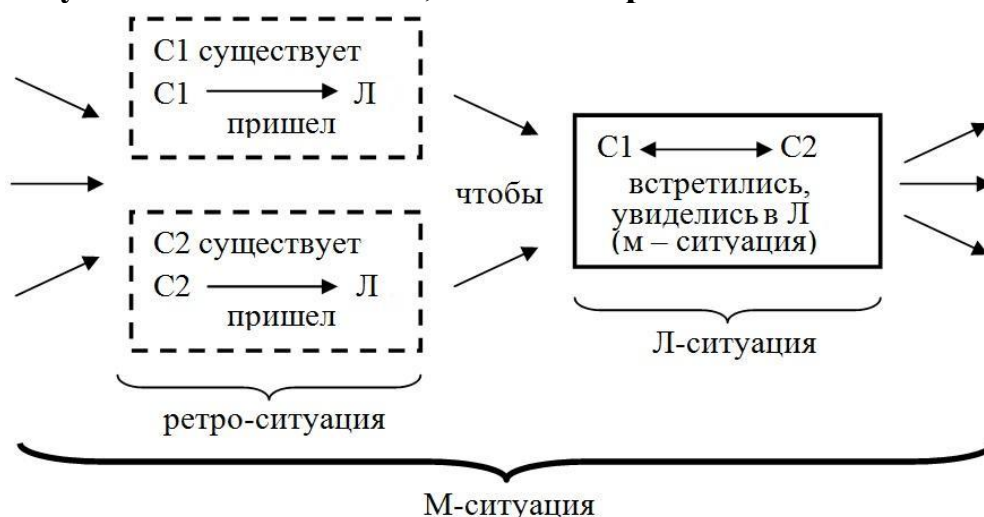 С1 существует
С1 → Л
пришел
С2 существует
С2 → Л
пришел
ретро-ситуация
чтобы
С1 ↔ С2
встретились,
увиделись в Л
(м – ситуация)
Л-ситуация
М-ситуация